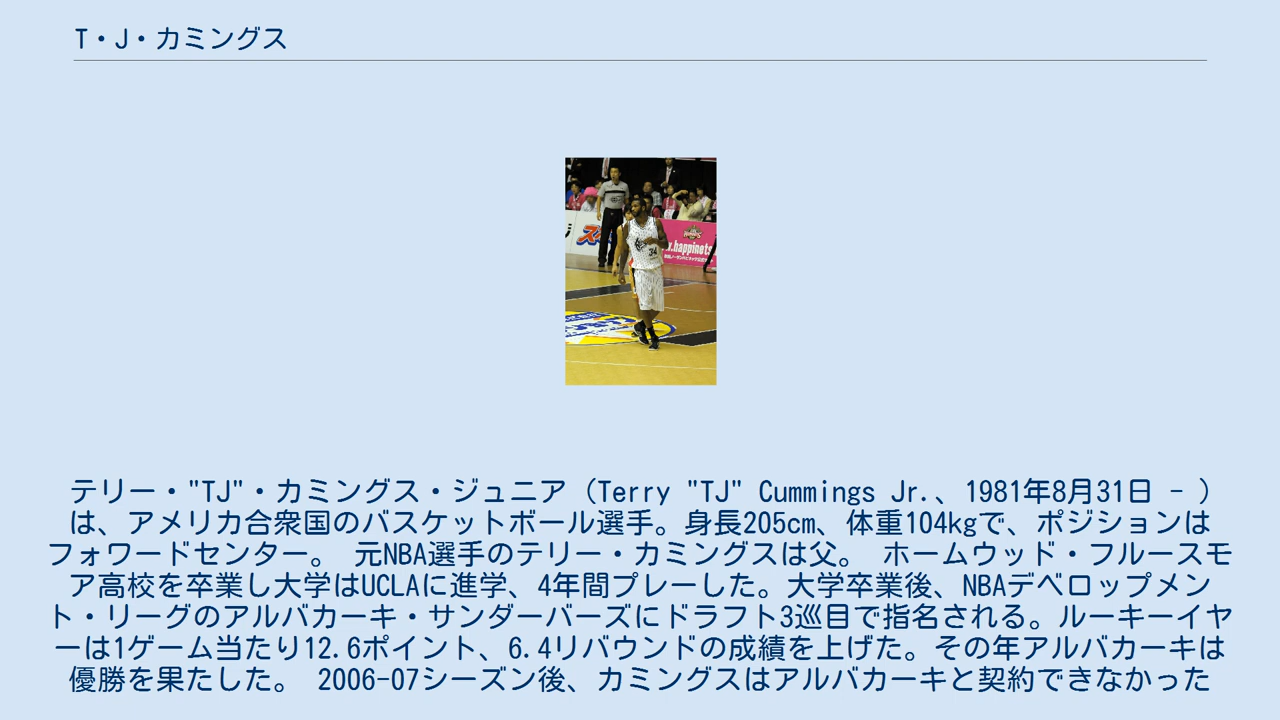 T・J・カミングス
スズ
www.happinets
34
テリー・"TJ"・カミングス・ジュニア（Terry "TJ" Cummings Jr.、1981年8月31日 - ）
は、アメリカ合衆国のバスケットボール選手。身長205cm、体重104kgで、ポジションは
フォワードセンター。 元NBA選手のテリー・カミングスは父。 ホームウッド・フルースモ
ア高校を卒業し大学はUCLAに進学、4年間プレーした。大学卒業後、NBAデベロップメン
ト・リーグのアルバカーキ・サンダーバーズにドラフト3巡目で指名される。ルーキーイヤ
ーは1ゲーム当たり12.6ポイント、6.4リバウンドの成績を上げた。その年アルバカーキは
優勝を果たした。 2006-07シーズン後、カミングスはアルバカーキと契約できなかった